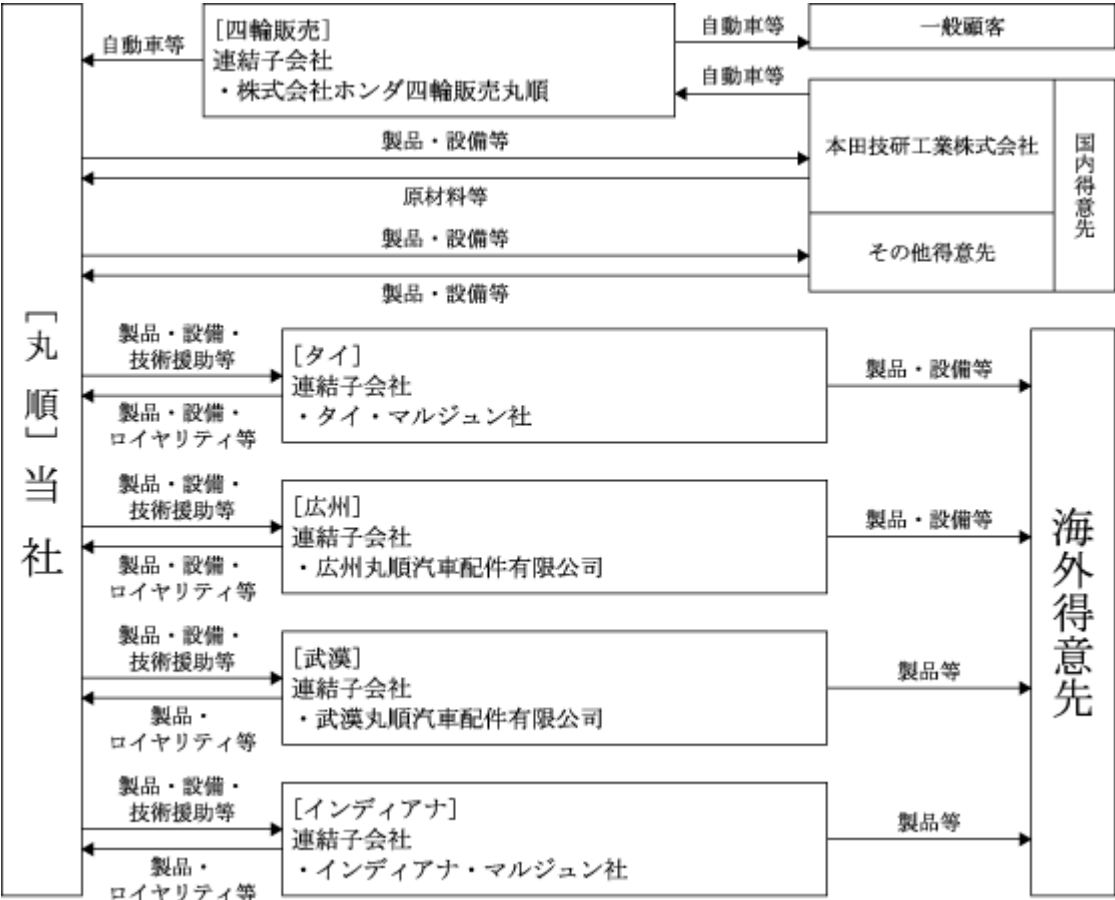 [四輪販売]
連結子会社
・株式会社ホンダ四輪販売丸順
自動車等
自動車等
一般顧客
自動車等
本田技研工業株式会社
国内得意先
製品・設備等
原材料等
その他得意先
製品・設備等
製品・設備等
[丸順]当社
製品・設備・
技術援助等
製品・設備・
ロイヤリティ等
[タイ]
連結子会社
・タイ・マルジュン社
製品・設備等
製品・設備・
技術援助等
製品・設備・
ロイヤリティ等
[広州]
連結子会社
・広州丸順汽車配件有限公司
製品・設備等
製品・設備・
技術援助等
製品・
ロイヤリティ等
[武漢]
連結子会社
・武漢丸順汽車配件有限公司
製品等
製品・設備・
技術援助等
製品・
ロイヤリティ等
[インディアナ]
連結子会社
・インディアナ・マルジュン社
製品等
海外得意先